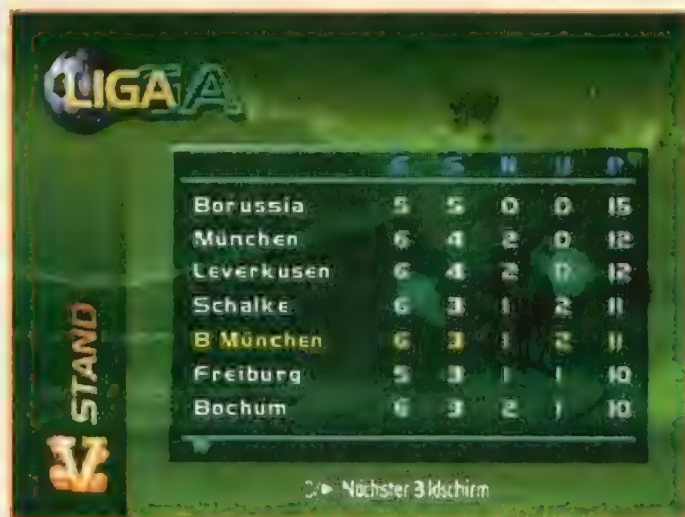 LIGA
G S N U P
Borussia 5 5 0 0 15
München 6 4 2 0 12
Leverkusen 6 4 2 0 12
Schalke 6 3 1 2 11
B München 6 3 1 2 11
Freiburg 5 3 1 1 10
Bochum 6 3 2 1 10
STAND
V
Nächster Bildschirm